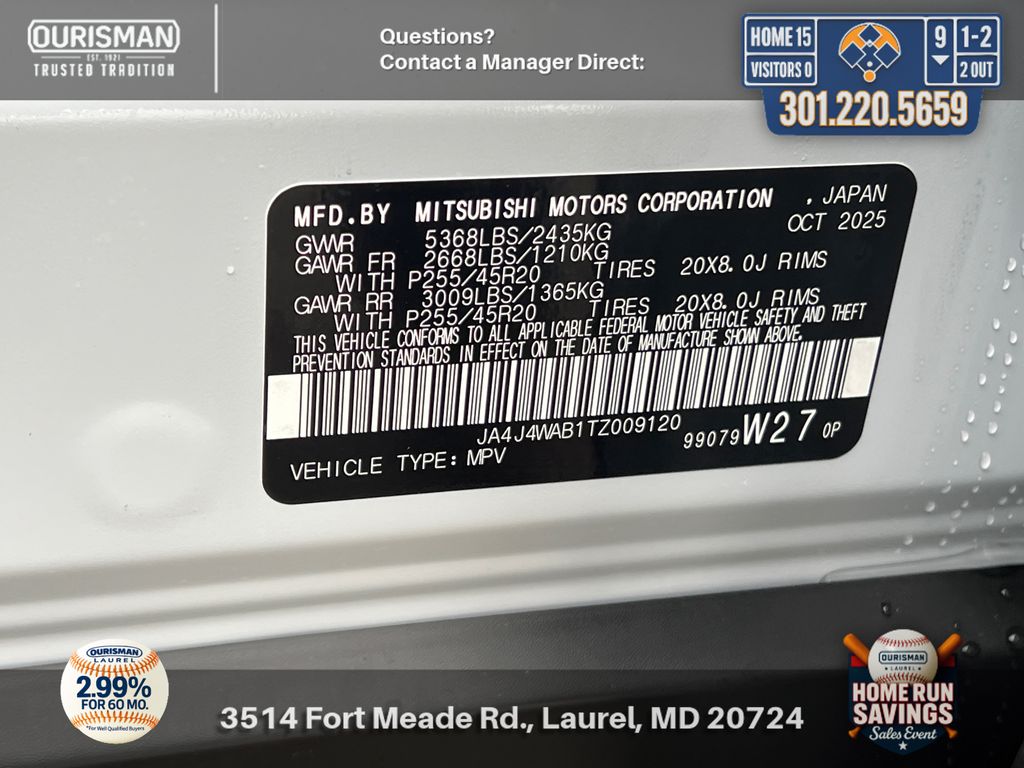 OURISMAN
EST. 1921
TRUSTED TRADITION
Questions?
Contact a Manager Direct:
HOME 15
VISITORS 0
9
1-2
2 OUT
301.220.5659
MFD.BY MITSUBISHI MOTORS CORPORATION , JAPAN
OCT 2025
GVWR 5368LBS/2435KG
GAWR FR 2668LBS/1210KG
WITH P255/45R20 TIRES 20X8.0J RIMS
GAWR RR 3009LBS/1365KG
WITH P255/45R20 TIRES 20X8.0J RIMS
THIS VEHICLE CONFORMS TO ALL APPLICABLE FEDERAL MOTOR VEHICLE SAFETY AND THEFT
PREVENTION STANDARDS IN EFFECT ON THE DATE OF MANUFACTURE SHOWN ABOVE.
JA4J4WAB1TZ009120
99079 W27 0P
VEHICLE TYPE: MPV
OURISMAN
LAUREL
2.99%
FOR 60 MO.
*For Well Qualified Buyers
3514 Fort Meade Rd., Laurel, MD 20724
OURISMAN
LAUREL
HOME RUN
SAVINGS
Sales Event